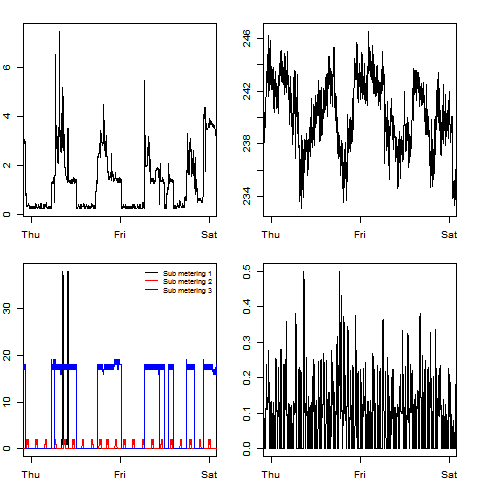 6
4
2
0
Thu Fri Sat
246
242
238
234
Thu Fri Sat
30
20
10
0
Sub metering 1
Sub metering 2
Sub metering 3
Thu Fri Sat
0.5
0.4
0.3
0.2
0.1
0.0
Thu Fri Sat